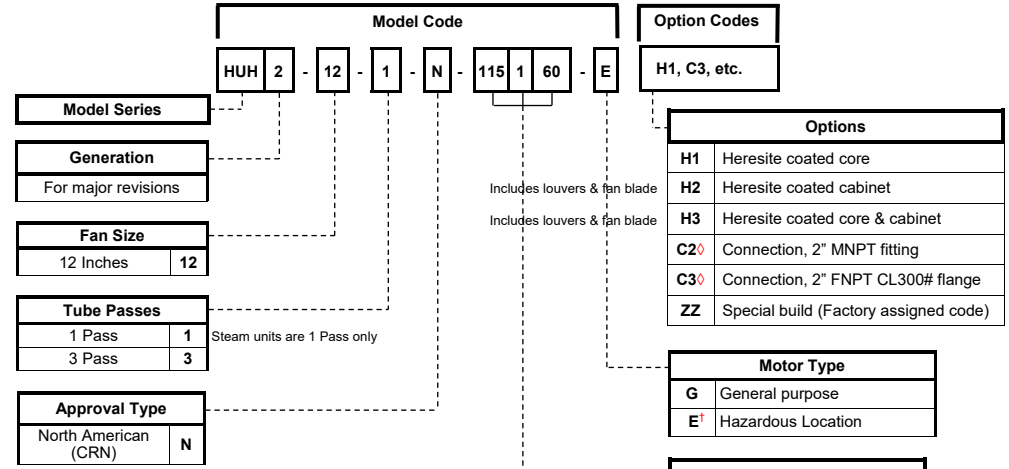 Model Code
Option Codes
HUH 2 - 12 - 1 - N - 115 1 60 - E
H1, C3, etc.
Model Series
Generation
For major revisions
Fan Size
12 Inches 12
Tube Passes
1 Pass 1 Steam units are 1 Pass only
3 Pass 3
Approval Type
North American
(CRN)
N
Options
H1 Heresite coated core
Includes louvers & fan blade H2 Heresite coated cabinet
Includes louvers & fan blade H3 Heresite coated core & cabinet
C2◊ Connection, 2” MNPT fitting
C3◊ Connection, 2” FNPT CL300# flange
ZZ Special build (Factory assigned code)
Motor Type
G General purpose
E† Hazardous Location